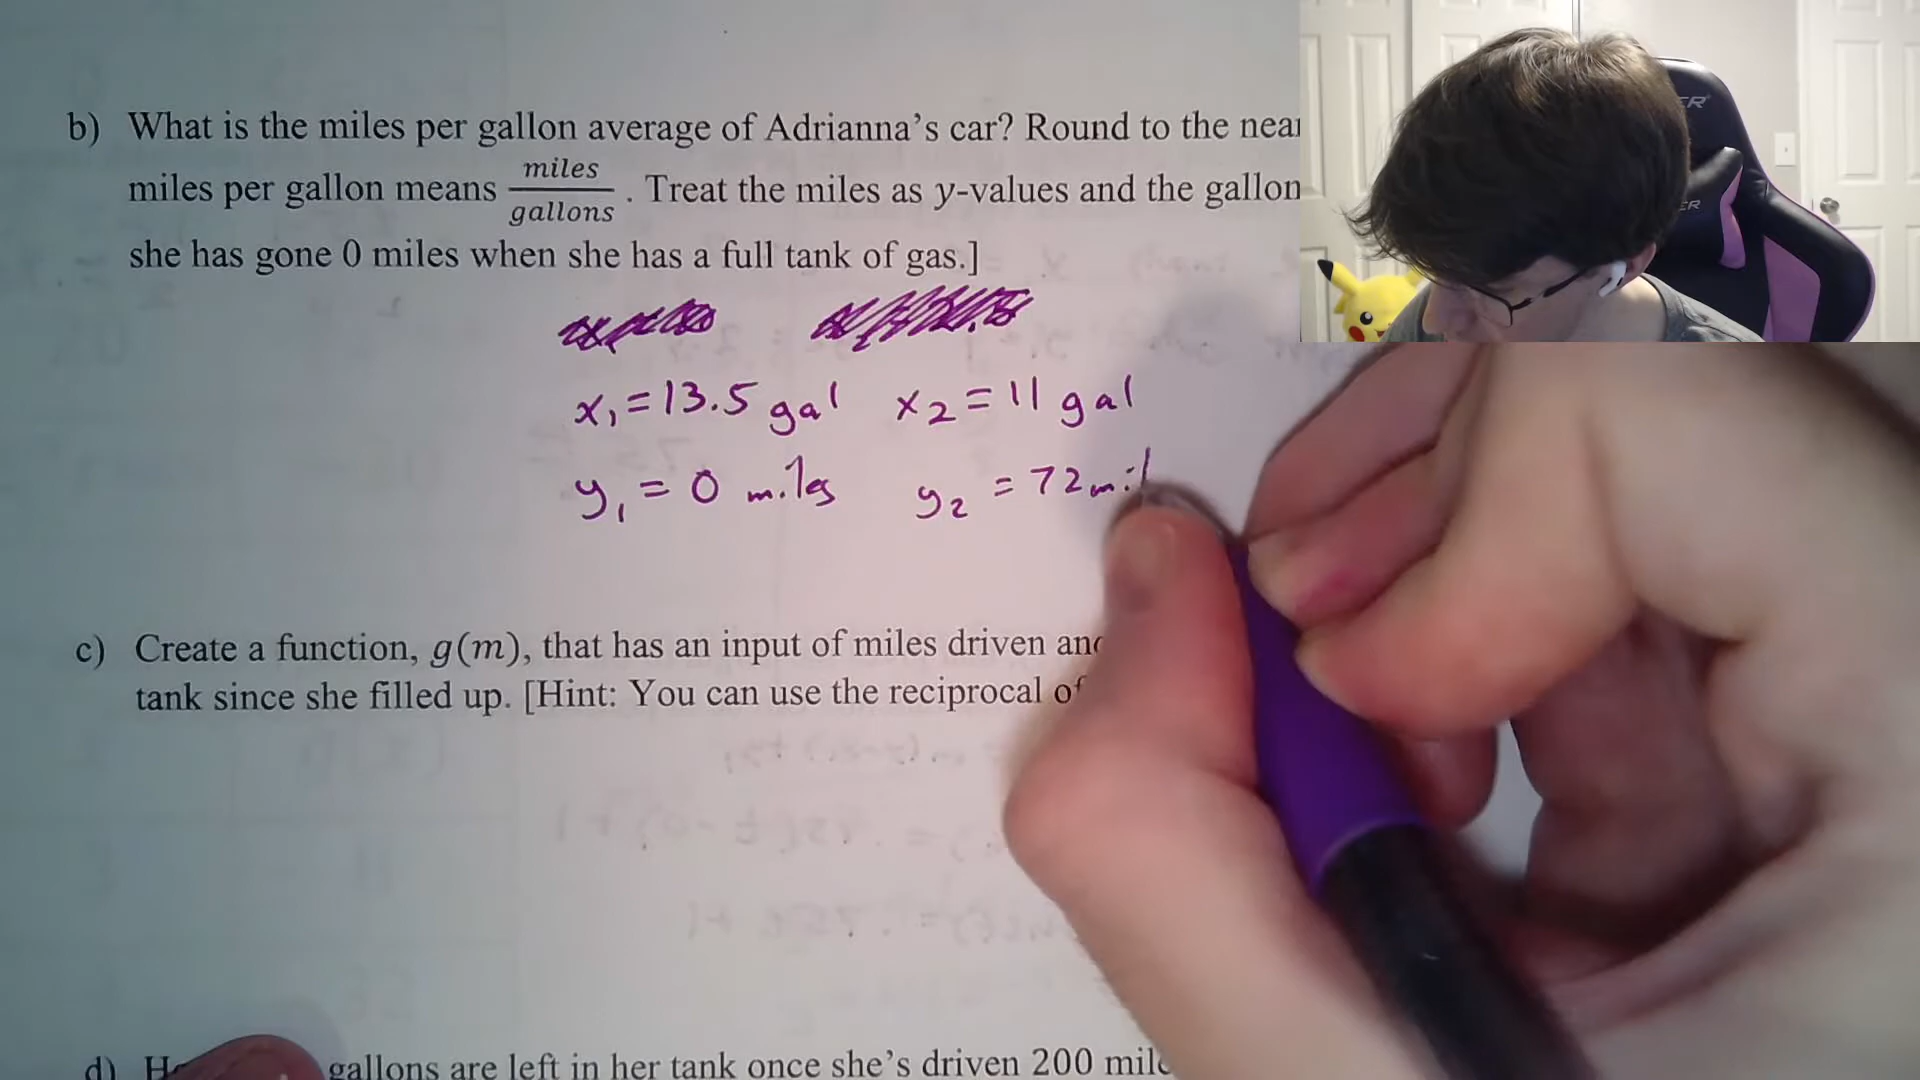 b) What is the miles per gallon average of Adrianna's car? Round to the
miles per gallon means miles/gallons . Treat the miles as y-values and the gallon
she has gone 0 miles when she has a full tank of gas.]
x₁ = 13.5 gal x₂ = 11 gal
y₁ = 0 miles y₂ = 72 mil
c) Create a function, g(m), that has an input of miles driven
tank since she filled up. [Hint: You can use the reciprocal of
d) gallons are left in her tank once she's driven 200